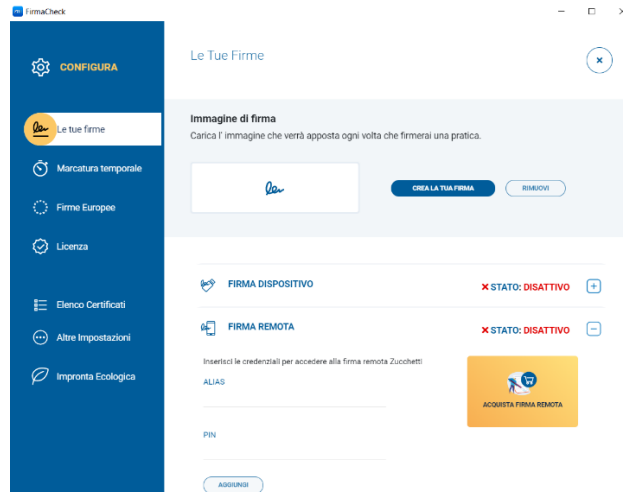 FirmaCheck
CONFIGURA
Le tue firme
Marcatura temporale
Firme Europee
Licenza
Elenco Certificati
Altre Impostazioni
Impronta Ecologica
Le Tue Firme
Immagine di firma
Carica l' immagine che verrà apposta ogni volta che firmerai una pratica.
CREA LA TUA FIRMA
RIMUOVI
FIRMA DISPOSITIVO
STATO: DISATTIVO
FIRMA REMOTA
STATO: DISATTIVO
Inserisci le credenziali per accedere alla firma remota Zucchetti
ALIAS
PIN
AGGIUNGI
ACQUISTA FIRMA REMOTA